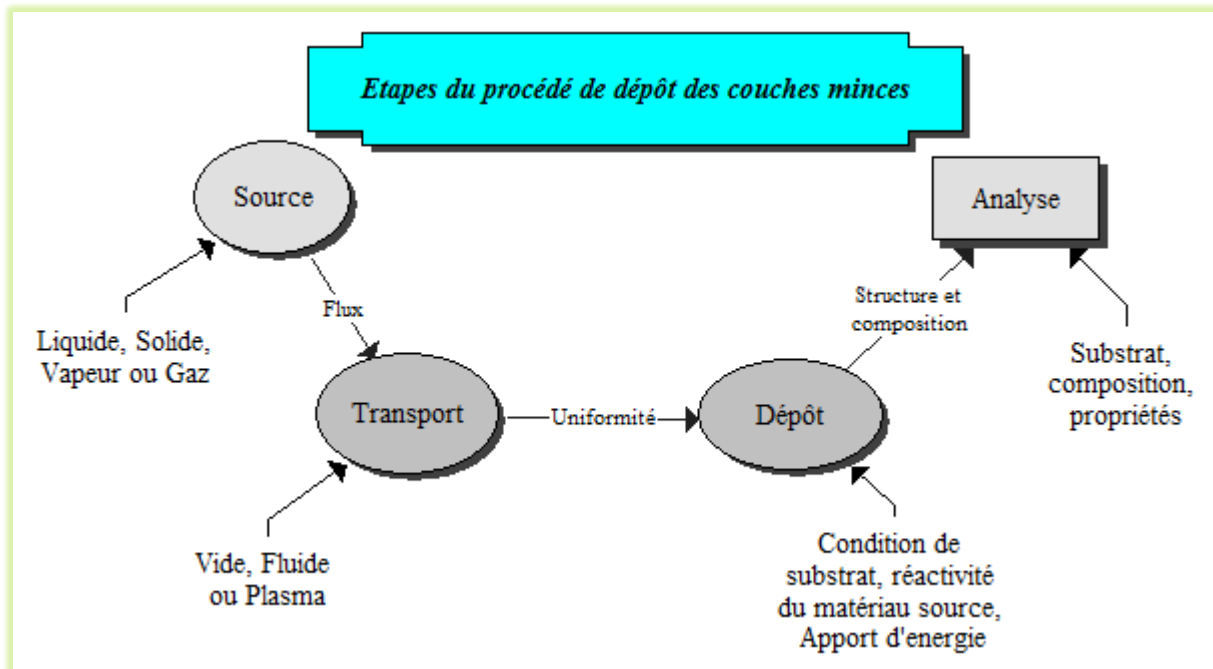 Etapes du procédé de dépôt des couches minces
Source
Analyse
Flux
Structure et
composition
Liquide, Solide,
Vapeur ou Gaz
Substrat,
composition,
propriétés
Transport
Uniformité
Dépôt
Vide, Fluide
ou Plasma
Condition de
substrat, réactivité
du matériau source,
Apport d'energie